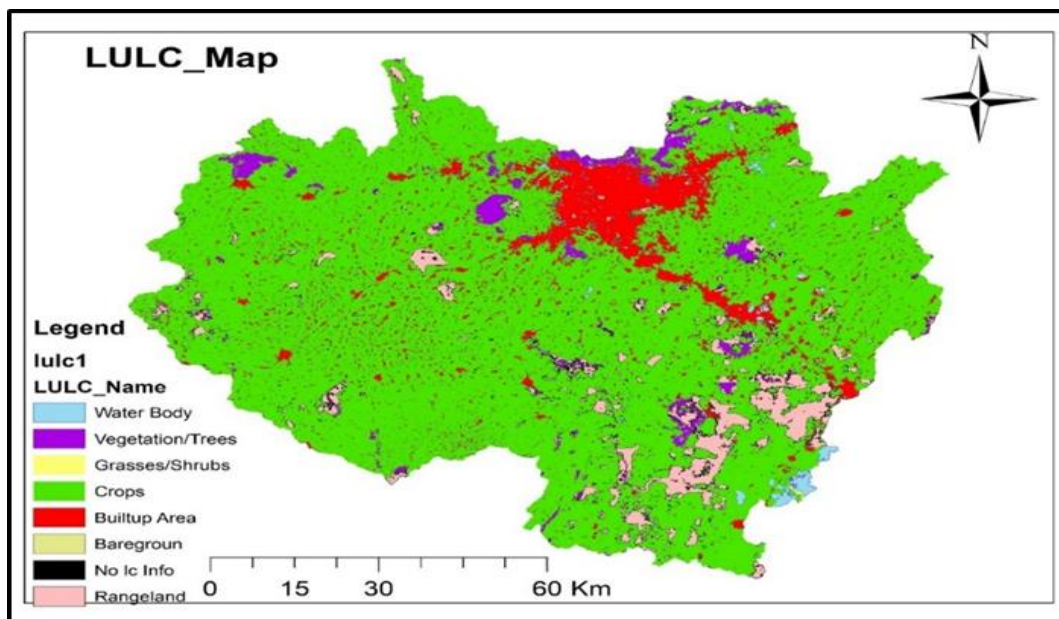 LULC_Map
N
Legend
lulc1
LULC_Name
Water Body
Vegetation/Trees
Grasses/Shrubs
Crops
Builtup Area
Baregroun
No lc Info
Rangeland
0 15 30 60 Km